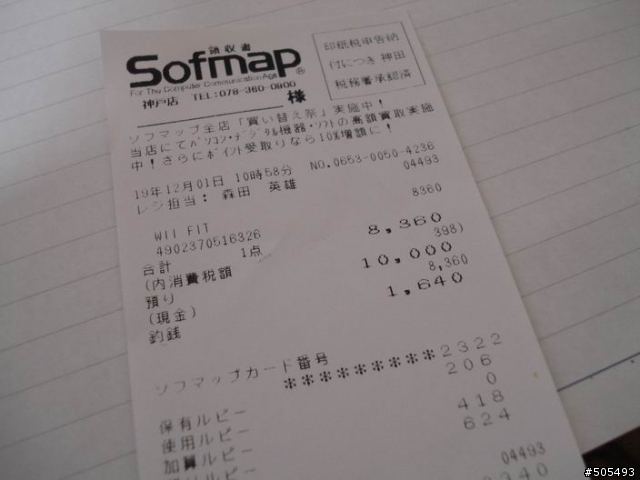 領収書
Sofmap®
For The Computer Communication Age
神戸店 TEL:078-360-0900
様
印紙税申告納
付につき 神田
税務署承認済
ソフマップ全店「買い替え祭」実施中!
当店にてパソコン・デジタル機器・ソフトの高額買取実施
中!さらにポイント受取りなら10%増額に!
19年12月01日 10時58分 NO.0653-0050-4236
レジ担当: 森田 英雄 04493
WII FIT 8360
4902370516326
1点
合計 8,360
(内消費税額 398)
預り 10,000
(現金) 8,360
釣銭 1,640
ソフマップカード番号
*********2322
保有ルビー 206
使用ルビー 0
加算ルビー 418
ルビー 624
04493
#505493